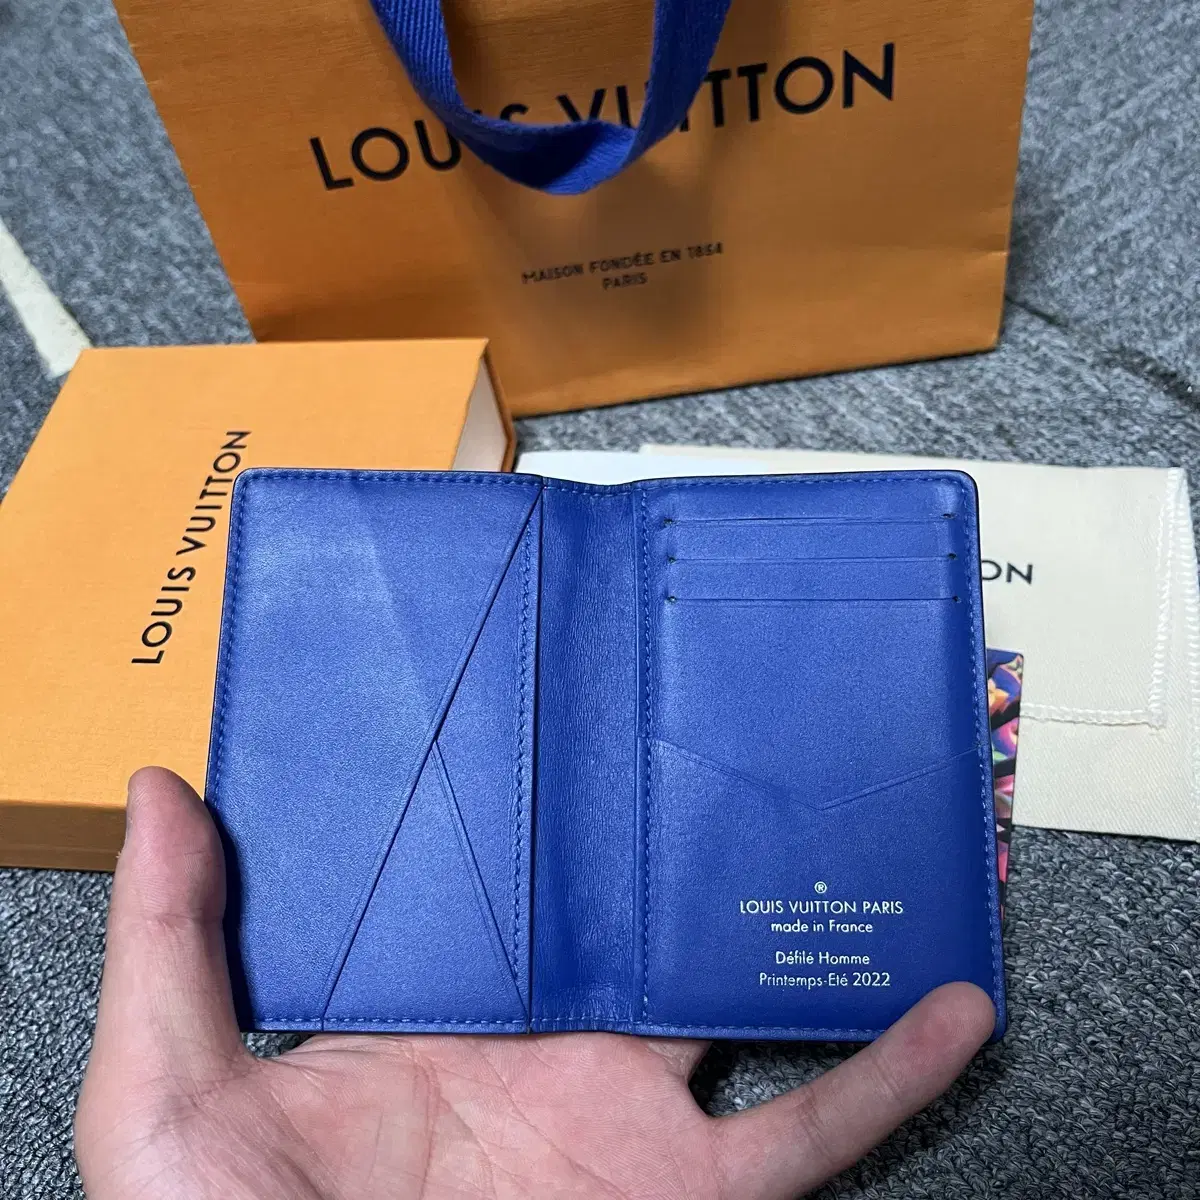 LOUIS VUITTON
MAISON FONDÉE EN 1854
PARIS
LOUIS VUITTON
ON
®
LOUIS VUITTON PARIS
made in France
Défilé Homme
Printemps-Eté 2022